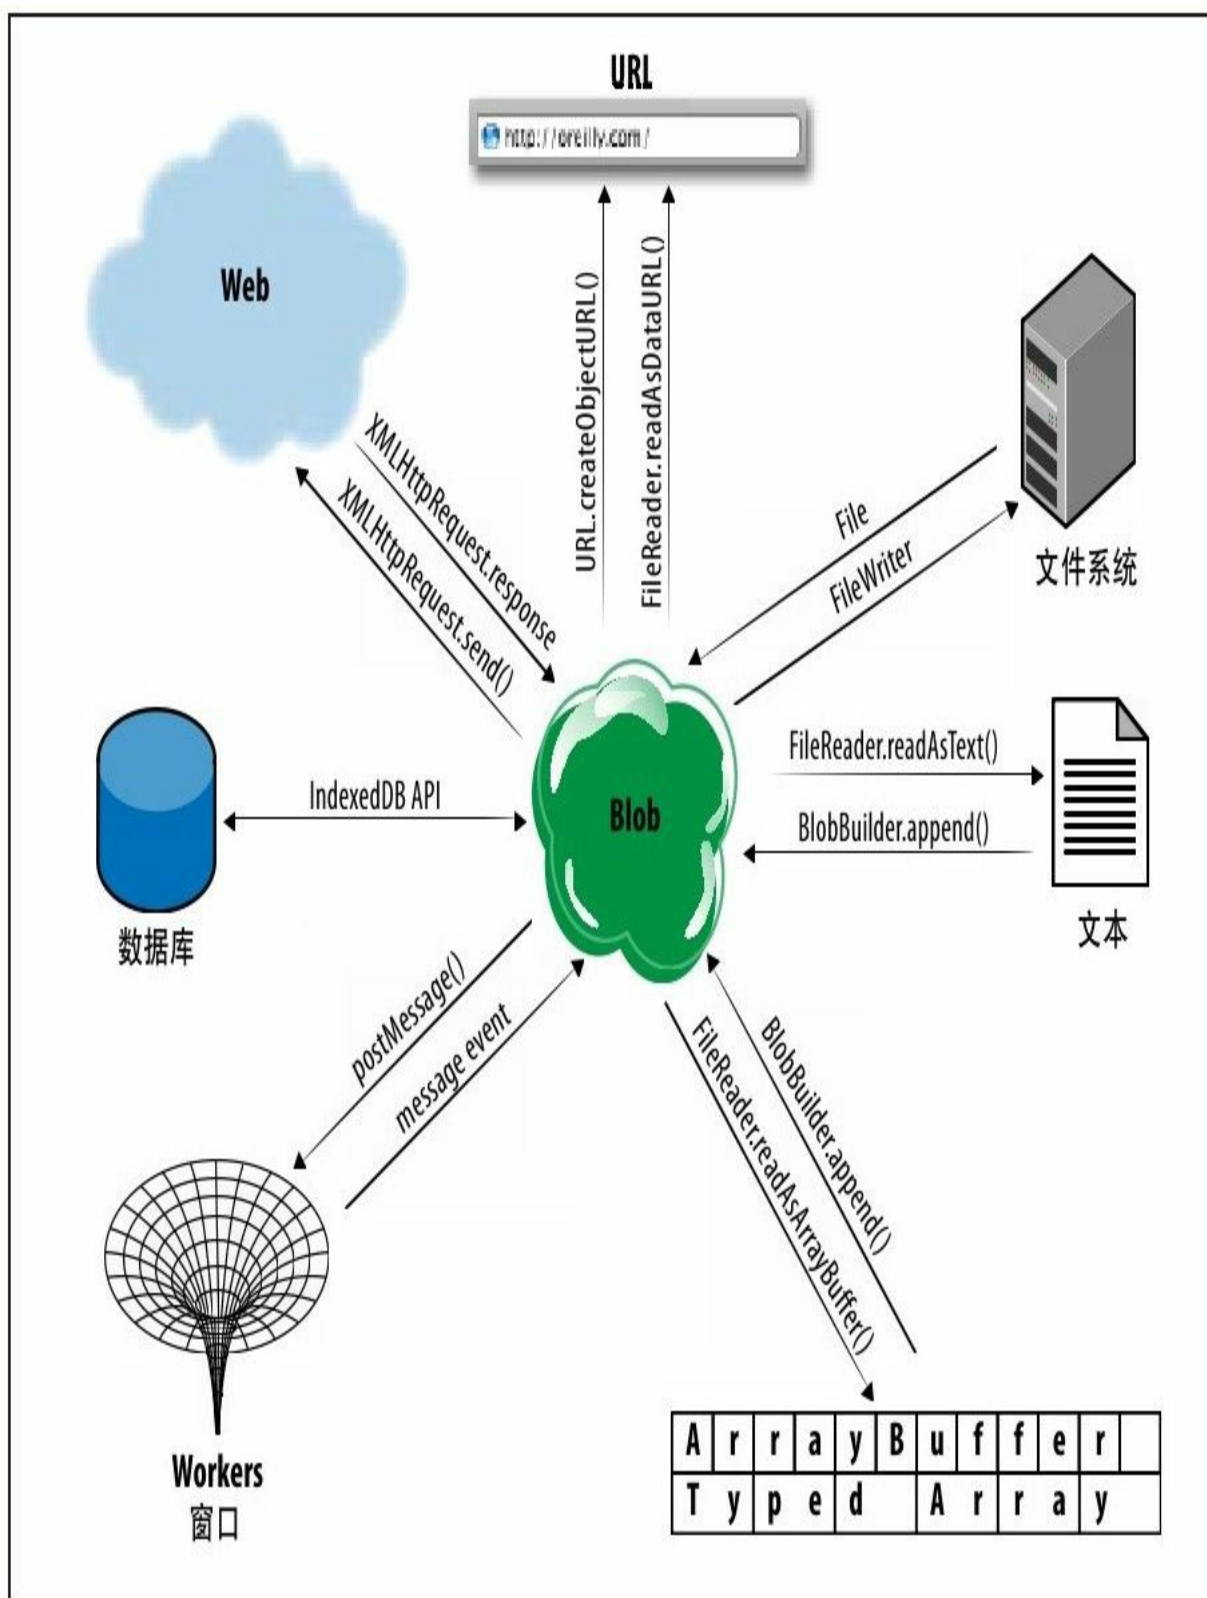 URL
http://oreilly.com/
Web
URL.createObjectURL()
FileReader.readAsDataURL()
XMLHttpRequest.response
XMLHttpRequest.send()
File
FileWriter
文件系统
FileReader.readAsText()
BlobBuilder.append()
文本
IndexedDB API
Blob
数据库
postMessage()
message event
BlobBuilder.append()
FileReader.readAsArrayBuffer()
Workers
窗口
ArrayBuffer
Typed Array